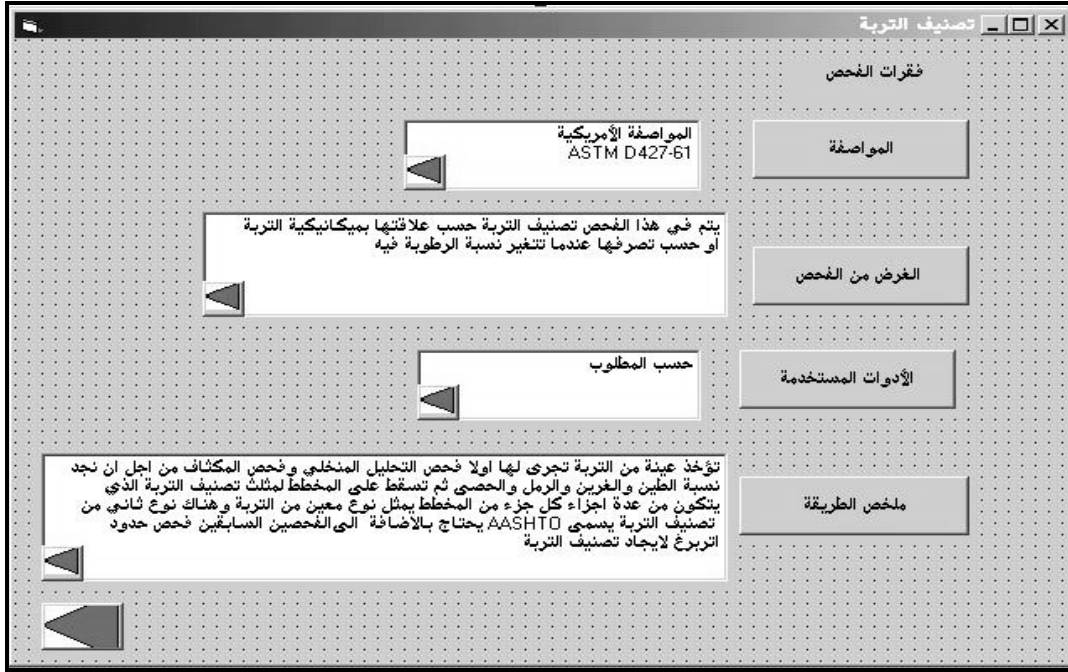 تصنيف التربة
فقرات الفحص
المواصفة
المواصفة الأمريكية
ASTM D427-61
الغرض من الفحص
يتم في هذا الفحص تصنيف التربة حسب علاقتها بميكانيكية التربة
او حسب تصرفها عندما تتغير نسبة الرطوبة فيه
الأدوات المستخدمة
حسب المطلوب
ملخص الطريقة
تؤخذ عينة من التربة تجرى لها اولا فحص التحليل المنخلي وفحص المكثاف من اجل ان نجد
نسبة الطين والغرين والرمل والحصى ثم تسقط على المخطط لمثلث تصنيف التربة الذي
يتكون من عدة اجزاء كل جزء من المخطط يمثل نوع معين من التربة وهناك نوع ثاني من
تصنيف التربة يسمى AASHTO يحتاج بالاضافة الى الفحصين السابقين فحص حدود
اتربرغ لايجاد تصنيف التربة